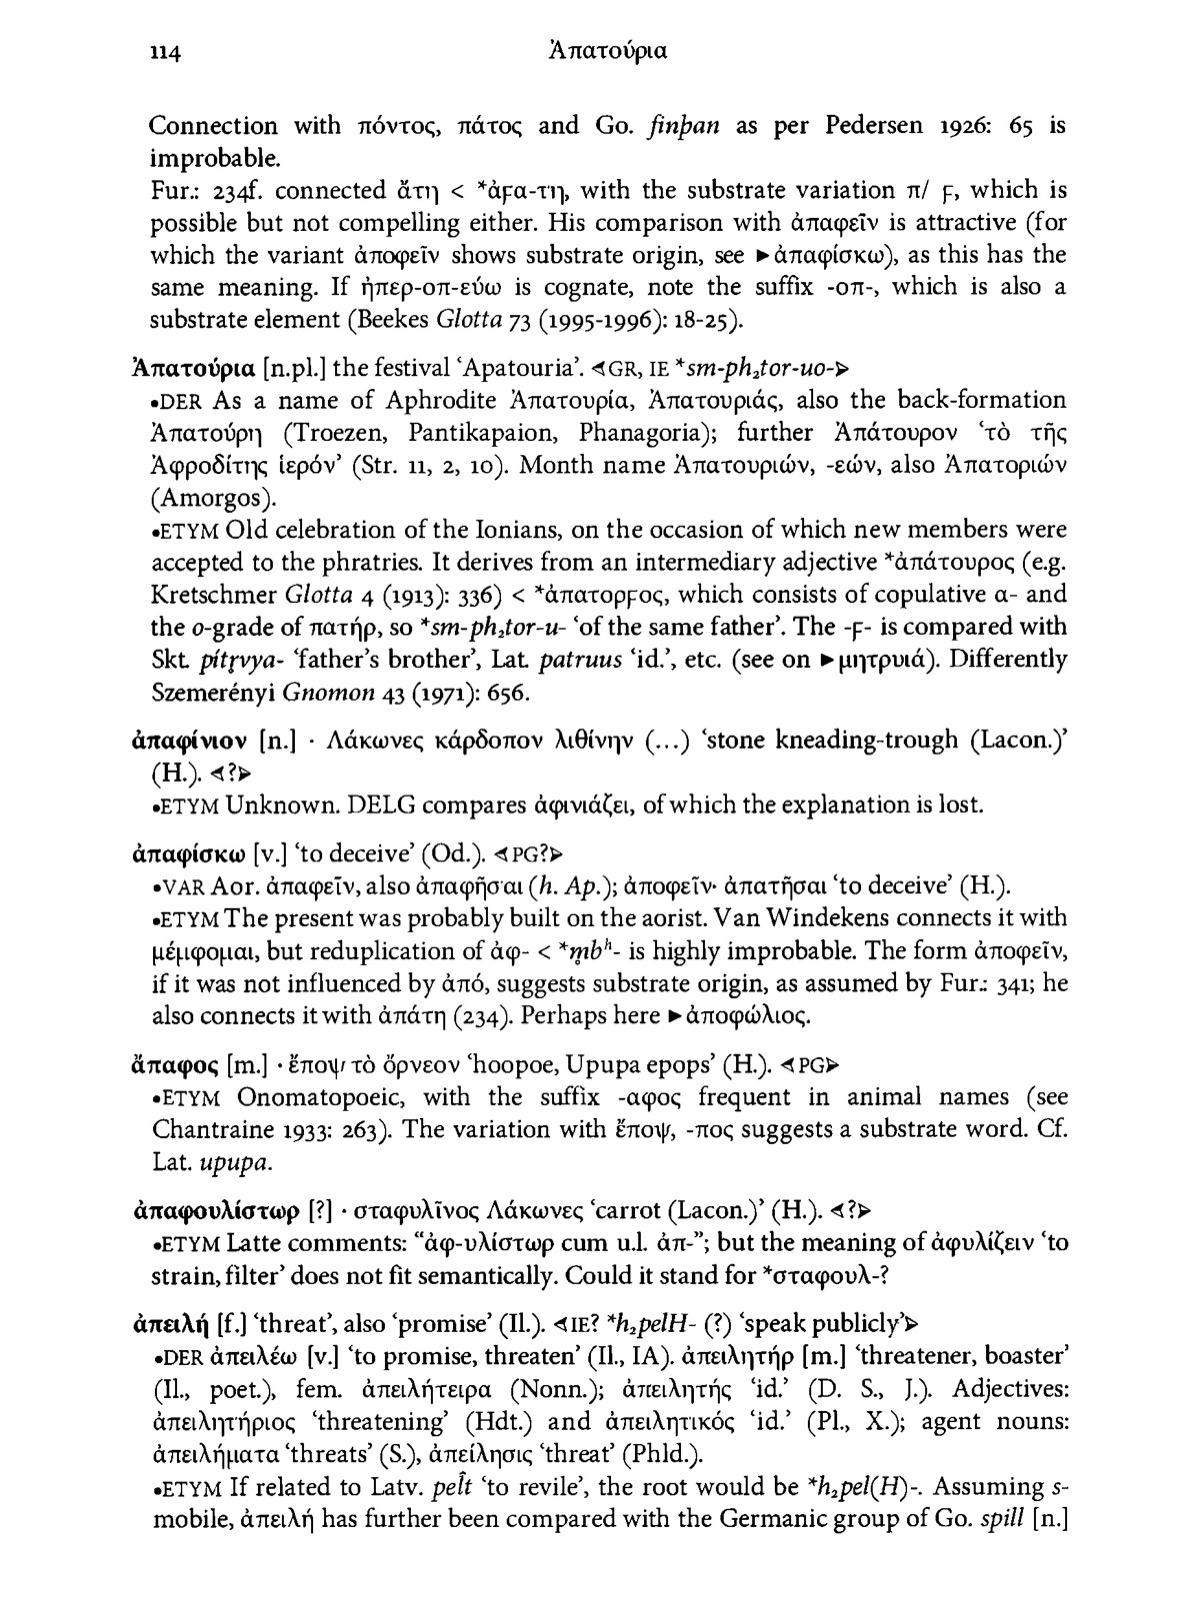 114 Ἀπατούρια
Connection with πόντος, πάτος and Go. finþan as per Pedersen 1926: 65 is
improbable.
Fur.: 234f. connected ἄτη < *ἀϝα-τη, with the substrate variation π/ ϝ, which is
possible but not compelling either. His comparison with ἀπαφεῖν is attractive (for
which the variant ἀποφεῖν shows substrate origin, see ►ἀπαφίσκω), as this has the
same meaning. If ἠπερ-οπ-εύω is cognate, note the suffix -οπ-, which is also a
substrate element (Beekes Glotta 73 (1995-1996): 18-25).
Ἀπατούρια [n.pl.] the festival ‘Apatouria’. ⊲GR, IE *sm-ph₂tor-uo-⊳
•DER As a name of Aphrodite Ἀπατουρία, Ἀπατουριάς, also the back-formation
Ἀπατούρη (Troezen, Pantikapaion, Phanagoria); further Ἀπάτουρον ‘τὸ τῆς
Ἀφροδίτης ἱερόν’ (Str. 11, 2, 10). Month name Ἀπατουριών, -εών, also Ἀπατοριών
(Amorgos).
•ETYM Old celebration of the Ionians, on the occasion of which new members were
accepted to the phratries. It derives from an intermediary adjective *ἀπάτουρος (e.g.
Kretschmer Glotta 4 (1913): 336) < *ἀπατορϝος, which consists of copulative α- and
the o-grade of πατήρ, so *sm-ph₂tor-u- ‘of the same father’. The -ϝ- is compared with
Skt. pítr̥vya- ‘father’s brother’, Lat. patruus ‘id.’, etc. (see on ►μητρυιά). Differently
Szemerényi Gnomon 43 (1971): 656.
ἀπαφίνιον [n.] · Λάκωνες κάρδοπον λιθίνην (...) ‘stone kneading-trough (Lacon.)’
(H.). ⊲?⊳
•ETYM Unknown. DELG compares ἀφινιάζει, of which the explanation is lost.
ἀπαφίσκω [v.] ‘to deceive’ (Od.). ⊲PG?⊳
•VAR Aor. ἀπαφεῖν, also ἀπαφῆσαι (h. Ap.); ἀποφεῖν· ἀπατῆσαι ‘to deceive’ (H.).
•ETYM The present was probably built on the aorist. Van Windekens connects it with
μέμφομαι, but reduplication of ἀφ- < *m̥bʰ- is highly improbable. The form ἀποφεῖν,
if it was not influenced by ἀπό, suggests substrate origin, as assumed by Fur.: 341; he
also connects it with ἀπάτη (234). Perhaps here ►ἀποφώλιος.
ἄπαφος [m.] · ἔποψ, τὸ ὄρνεον ‘hoopoe, Upupa epops’ (H.). ⊲PG⊳
•ETYM Onomatopoeic, with the suffix -αφος frequent in animal names (see
Chantraine 1933: 263). The variation with ἔποψ, -πος suggests a substrate word. Cf.
Lat. upupa.
ἀπαφουλίστωρ [?] · σταφυλῖνος Λάκωνες ‘carrot (Lacon.)’ (H.). ⊲?⊳
•ETYM Latte comments: “ἀφ-υλίστωρ cum u.l. ἀπ-”; but the meaning of ἀφυλίζειν ‘to
strain, filter’ does not fit semantically. Could it stand for *σταφουλ-?
ἀπειλή [f.] ‘threat’, also ‘promise’ (Il.). ⊲IE? *h₂pelH- (?) ‘speak publicly’⊳
•DER ἀπειλέω [v.] ‘to promise, threaten’ (Il., IA). ἀπειλητήρ [m.] ‘threatener, boaster’
(Il., poet.), fem. ἀπειλήτειρα (Nonn.); ἀπειλητής ‘id.’ (D. S., J.). Adjectives:
ἀπειλητήριος ‘threatening’ (Hdt.) and ἀπειλητικός ‘id.’ (Pl., X.); agent nouns:
ἀπειλήματα ‘threats’ (S.), ἀπείλησις ‘threat’ (Phld.).
•ETYM If related to Latv. pel̂t ‘to revile’, the root would be *h₂pel(H)-. Assuming s-
mobile, ἀπειλή has further been compared with the Germanic group of Go. spill [n.]